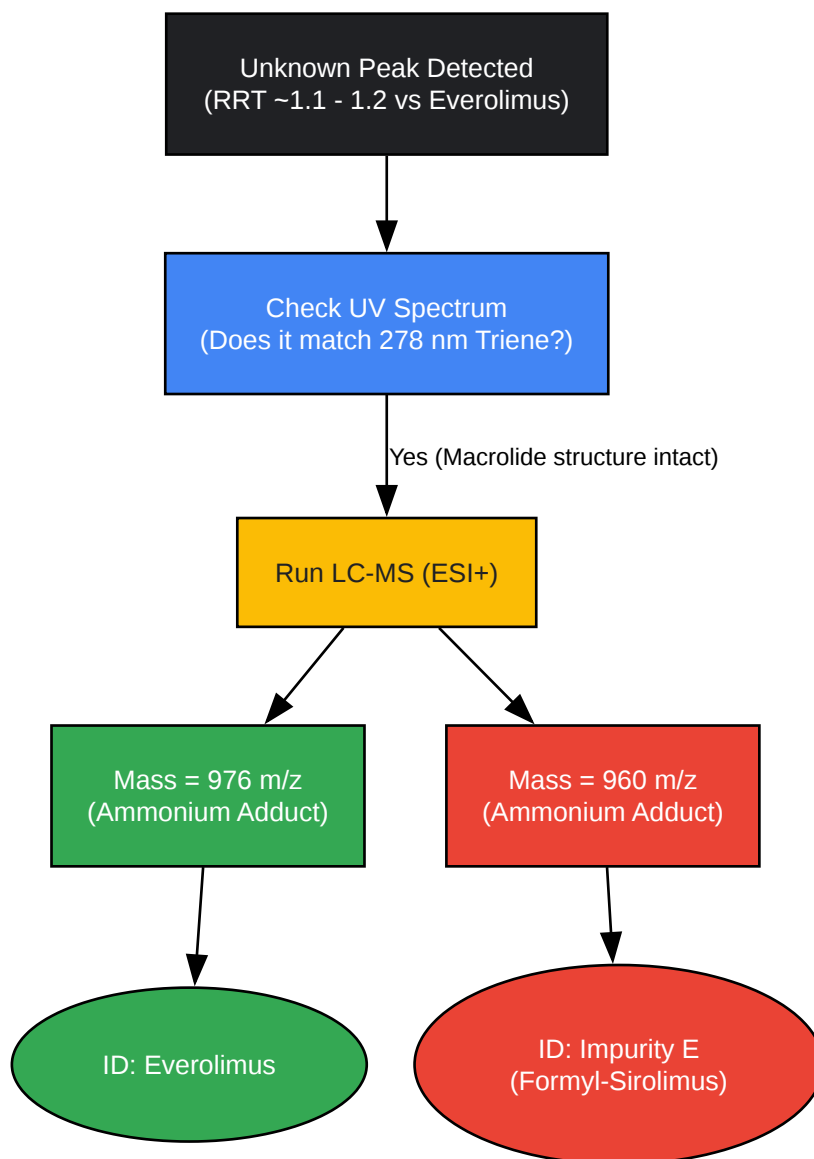 Unknown Peak Detected
(RRT ~1.1 - 1.2 vs Everolimus)
Check UV Spectrum
(Does it match 278 nm Triene?)
Yes (Macrolide structure intact)
Run LC-MS (ESI+)
Mass = 976 m/z
(Ammonium Adduct)
Mass = 960 m/z
(Ammonium Adduct)
ID: Everolimus
ID: Impurity E
(Formyl-Sirolimus)